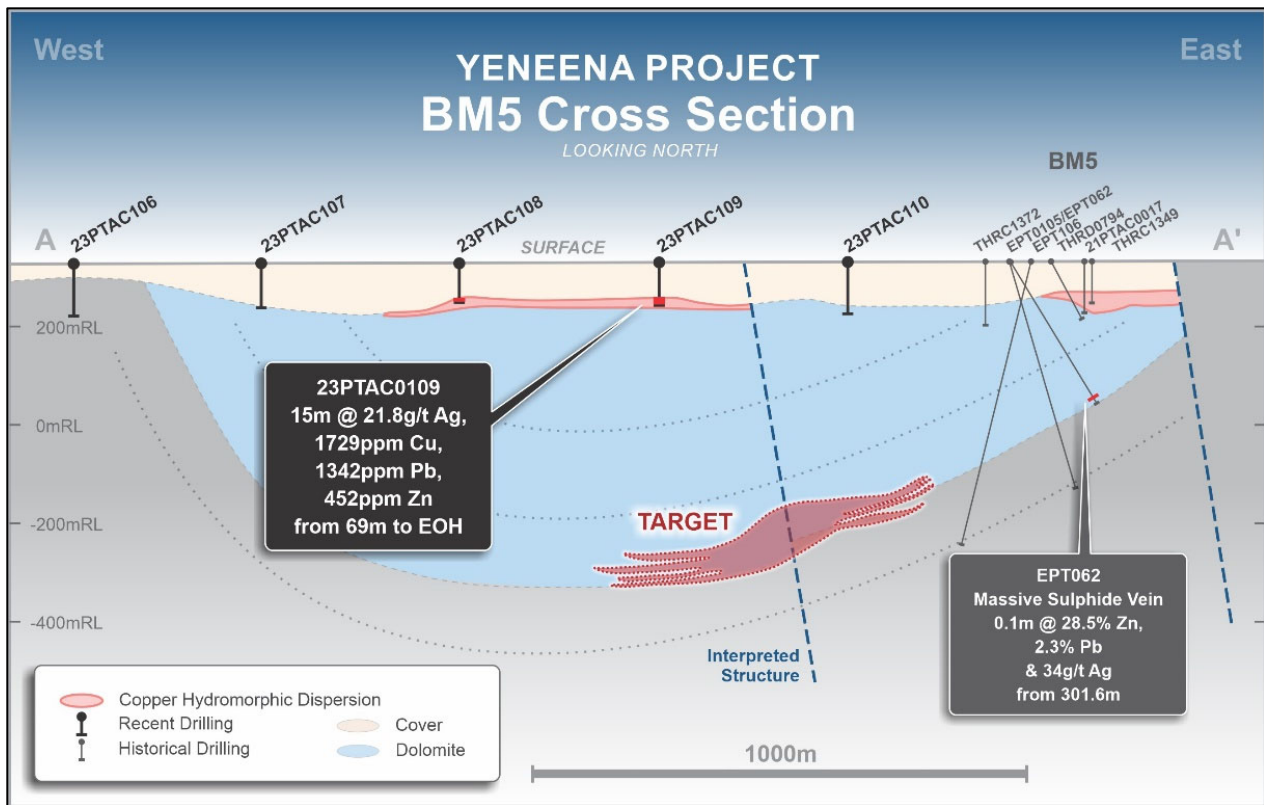 West
East
YENEENA PROJECT
BM5 Cross Section
LOOKING NORTH
BM5
23PTAC106
23PTAC107
23PTAC108
23PTAC109
23PTAC110
THRC1372
EPT0105/EPT062
EPT106
THRD0794
21PTAC0017
THRC1349
A
SURFACE
A'
200mRL
0mRL
-200mRL
-400mRL
23PTAC0109
15m @ 21.8g/t Ag,
1729ppm Cu,
1342ppm Pb,
452ppm Zn
from 69m to EOH
TARGET
Interpreted
Structure
EPT062
Massive Sulphide Vein
0.1m @ 28.5% Zn,
2.3% Pb
& 34g/t Ag
from 301.6m
Copper Hydromorphic Dispersion
Recent Drilling
Cover
Historical Drilling
Dolomite
1000m